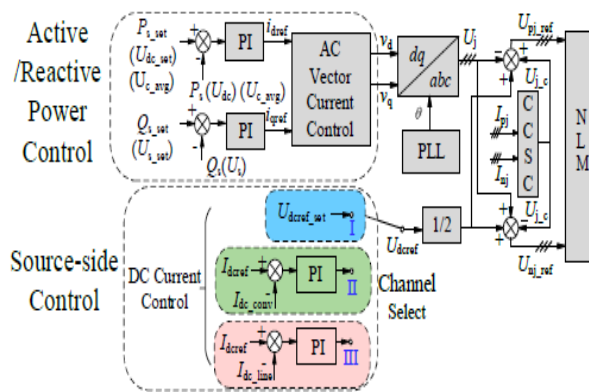 Active
/Reactive
Power
Control
P_s_set
(U_dc_set)
(U_c_avg)
+
-
PI
i_dref
P_s(U_dc)(U_c_avg)
Q_s_set
(U_s_set)
+
-
PI
i_qref
Q_s(U_s)
AC
Vector
Current
Control
v_d
v_q
dq
abc
θ
PLL
U_j
U_pj_ref
-
+
-
U_j_c
I_pj
I_nj
C
C
S
C
U_j_c
+
+
-
U_nj_ref
N
L
M
Source-side
Control
DC Current
Control
U_dcref_set
I
U_dcref
1/2
I_dcref
+
-
I_dc_conv
PI
II
Channel
Select
I_dcref
+
-
I_dc_line
PI
III